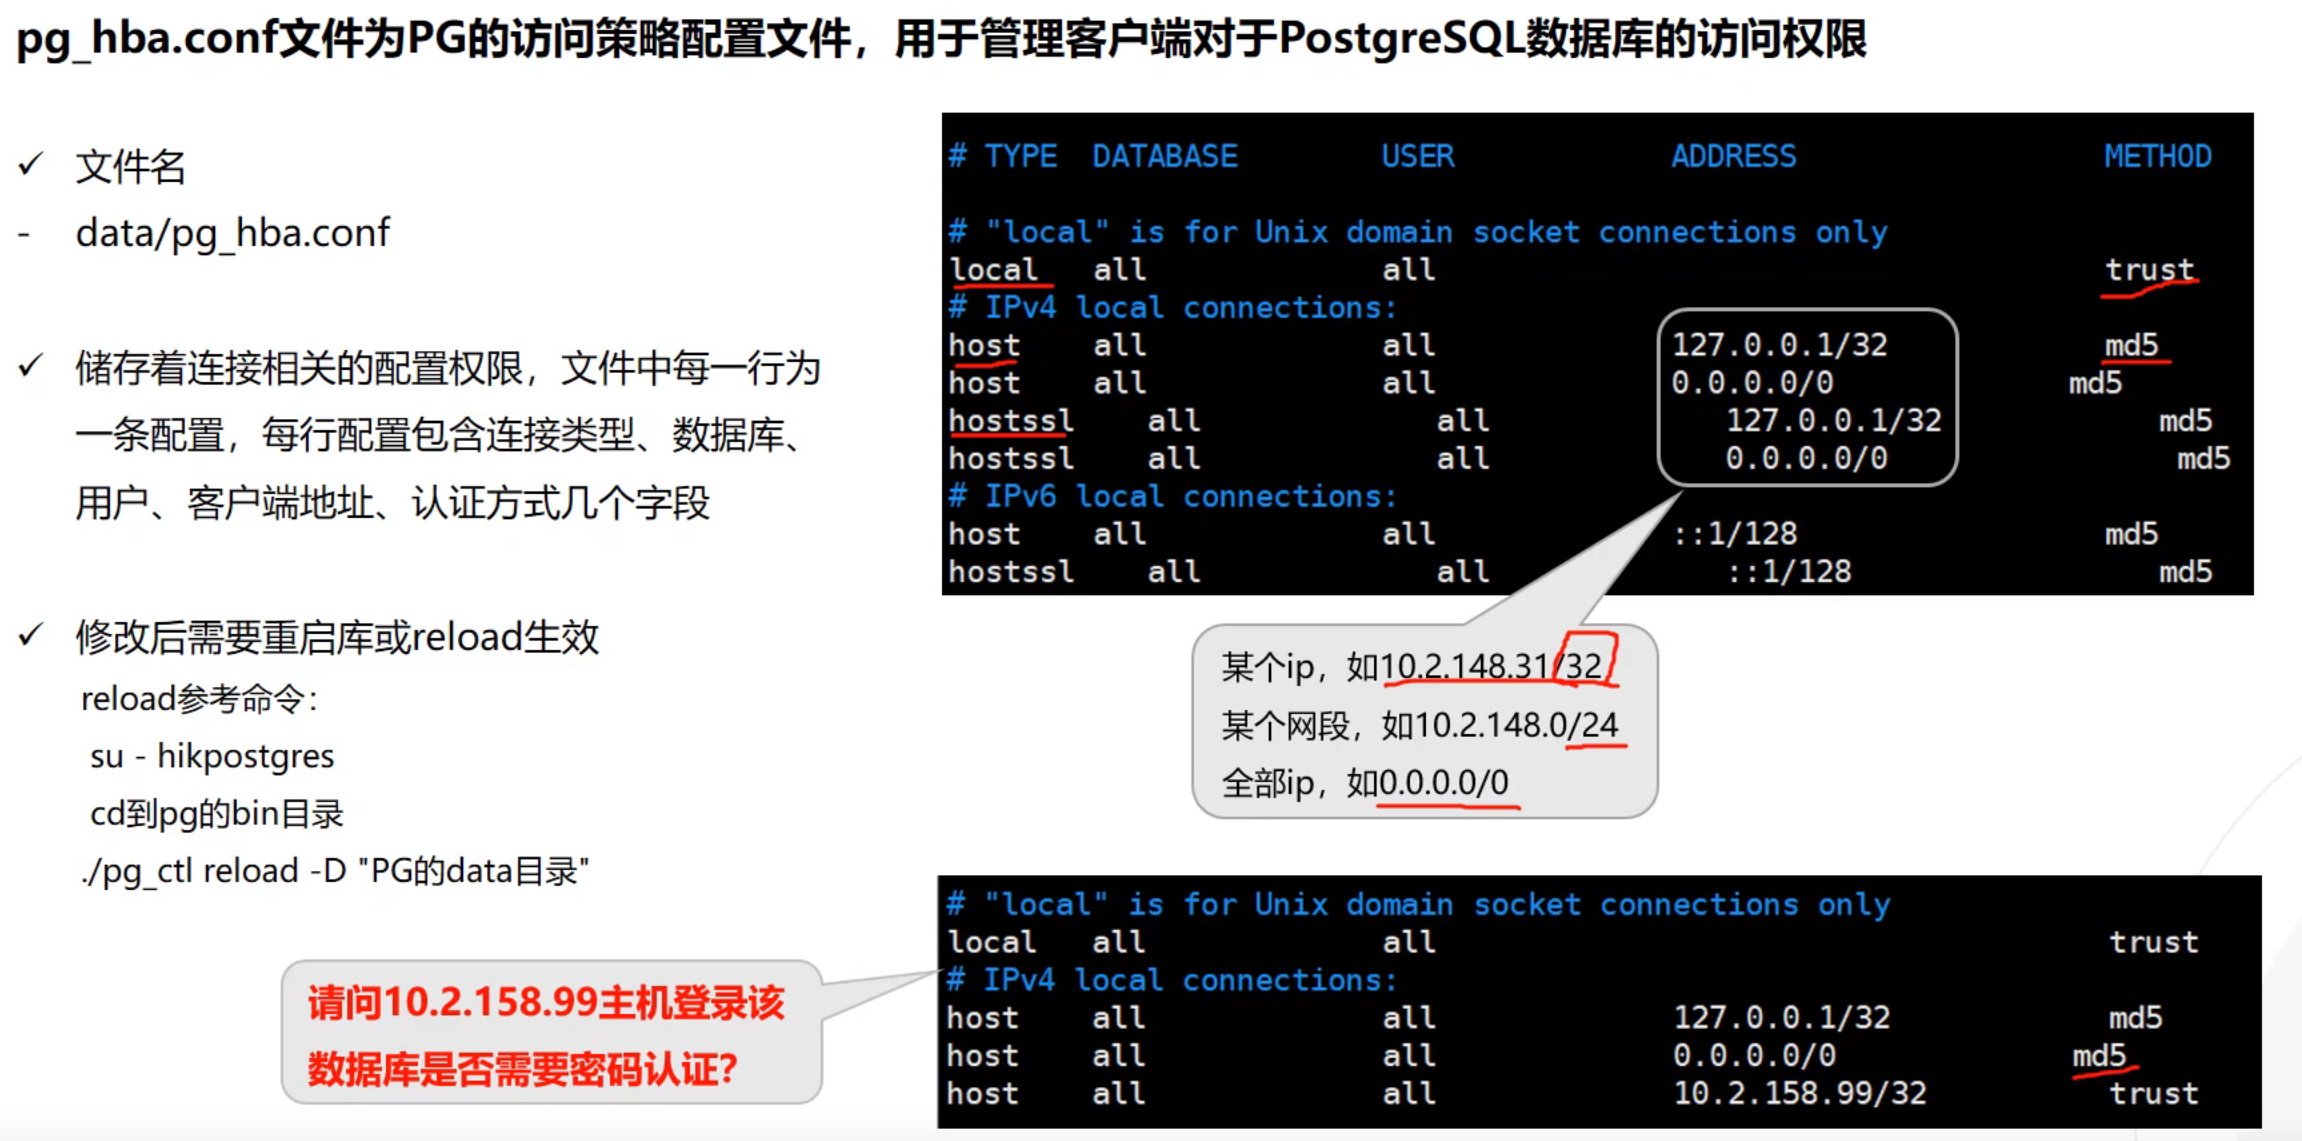 pg_hba.conf文件为PG的访问策略配置文件，用于管理客户端对于PostgreSQL数据库的访问权限
✓ 文件名
- data/pg_hba.conf
✓ 储存着连接相关的配置权限，文件中每一行为
一条配置，每行配置包含连接类型、数据库、
用户、客户端地址、认证方式几个字段
✓ 修改后需要重启库或reload生效
reload参考命令：
su - hikpostgres
cd到pg的bin目录
./pg_ctl reload -D "PG的data目录"
# TYPE DATABASE USER ADDRESS METHOD
# "local" is for Unix domain socket connections only
local all all trust
# IPv4 local connections:
host all all 127.0.0.1/32 md5
host all all 0.0.0.0/0 md5
hostssl all all 127.0.0.1/32 md5
hostssl all all 0.0.0.0/0 md5
# IPv6 local connections:
host all all ::1/128 md5
hostssl all all ::1/128 md5
某个ip，如10.2.148.31/32
某个网段，如10.2.148.0/24
全部ip，如0.0.0.0/0
请问10.2.158.99主机登录该
数据库是否需要密码认证？
# "local" is for Unix domain socket connections only
local all all trust
# IPv4 local connections:
host all all 127.0.0.1/32 md5
host all all 0.0.0.0/0 md5
host all all 10.2.158.99/32 trust